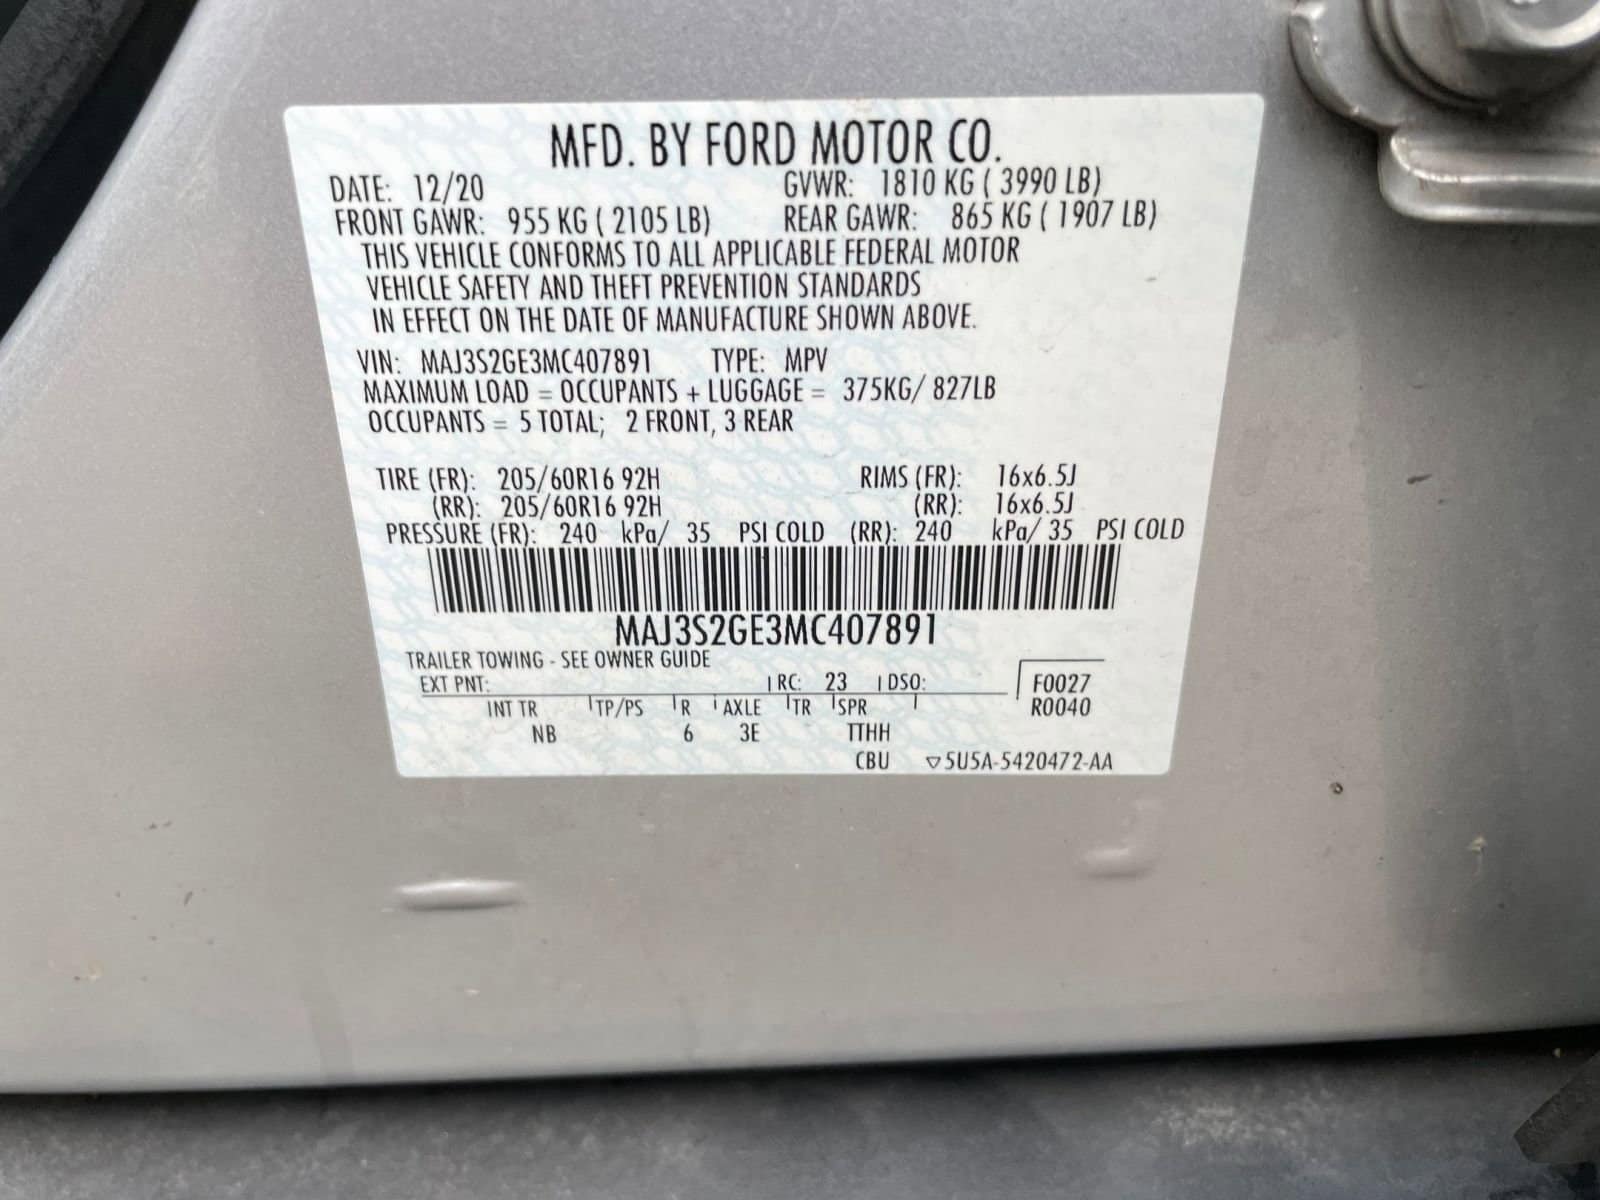 MFD. BY FORD MOTOR CO.
DATE: 12/20 GVWR: 1810 KG ( 3990 LB)
FRONT GAWR: 955 KG ( 2105 LB) REAR GAWR: 865 KG ( 1907 LB)
THIS VEHICLE CONFORMS TO ALL APPLICABLE FEDERAL MOTOR
VEHICLE SAFETY AND THEFT PREVENTION STANDARDS
IN EFFECT ON THE DATE OF MANUFACTURE SHOWN ABOVE.
VIN: MAJ3S2GE3MC407891 TYPE: MPV
MAXIMUM LOAD = OCCUPANTS + LUGGAGE = 375KG/ 827LB
OCCUPANTS = 5 TOTAL; 2 FRONT, 3 REAR
TIRE (FR): 205/60R16 92H RIMS (FR): 16x6.5J
(RR): 205/60R16 92H (RR): 16x6.5J
PRESSURE (FR): 240 kPa/ 35 PSI COLD (RR): 240 kPa/ 35 PSI COLD
MAJ3S2GE3MC407891
TRAILER TOWING - SEE OWNER GUIDE
EXT PNT: RC: 23 DSO: F0027
INT TR TP/PS R AXLE TR SPR R0040
NB 6 3E TTHH
CBU ▽5U5A-5420472-AA